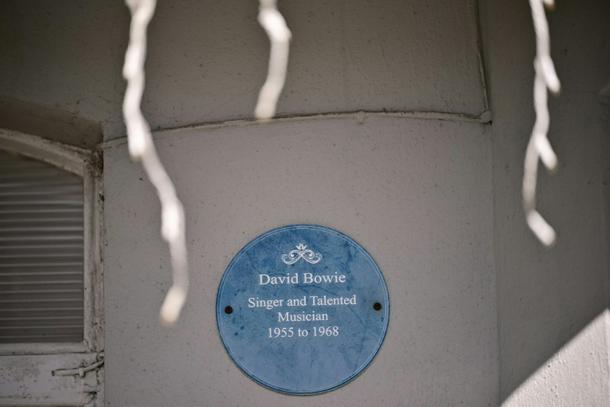 David Bowie
Singer and Talented
Musician
1955 to 1968